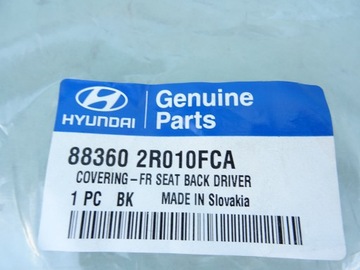 HYUNDAI
Genuine
Parts
88360 2R010FCA
COVERING-FR SEAT BACK DRIVER
1 PC BK MADE IN Slovakia